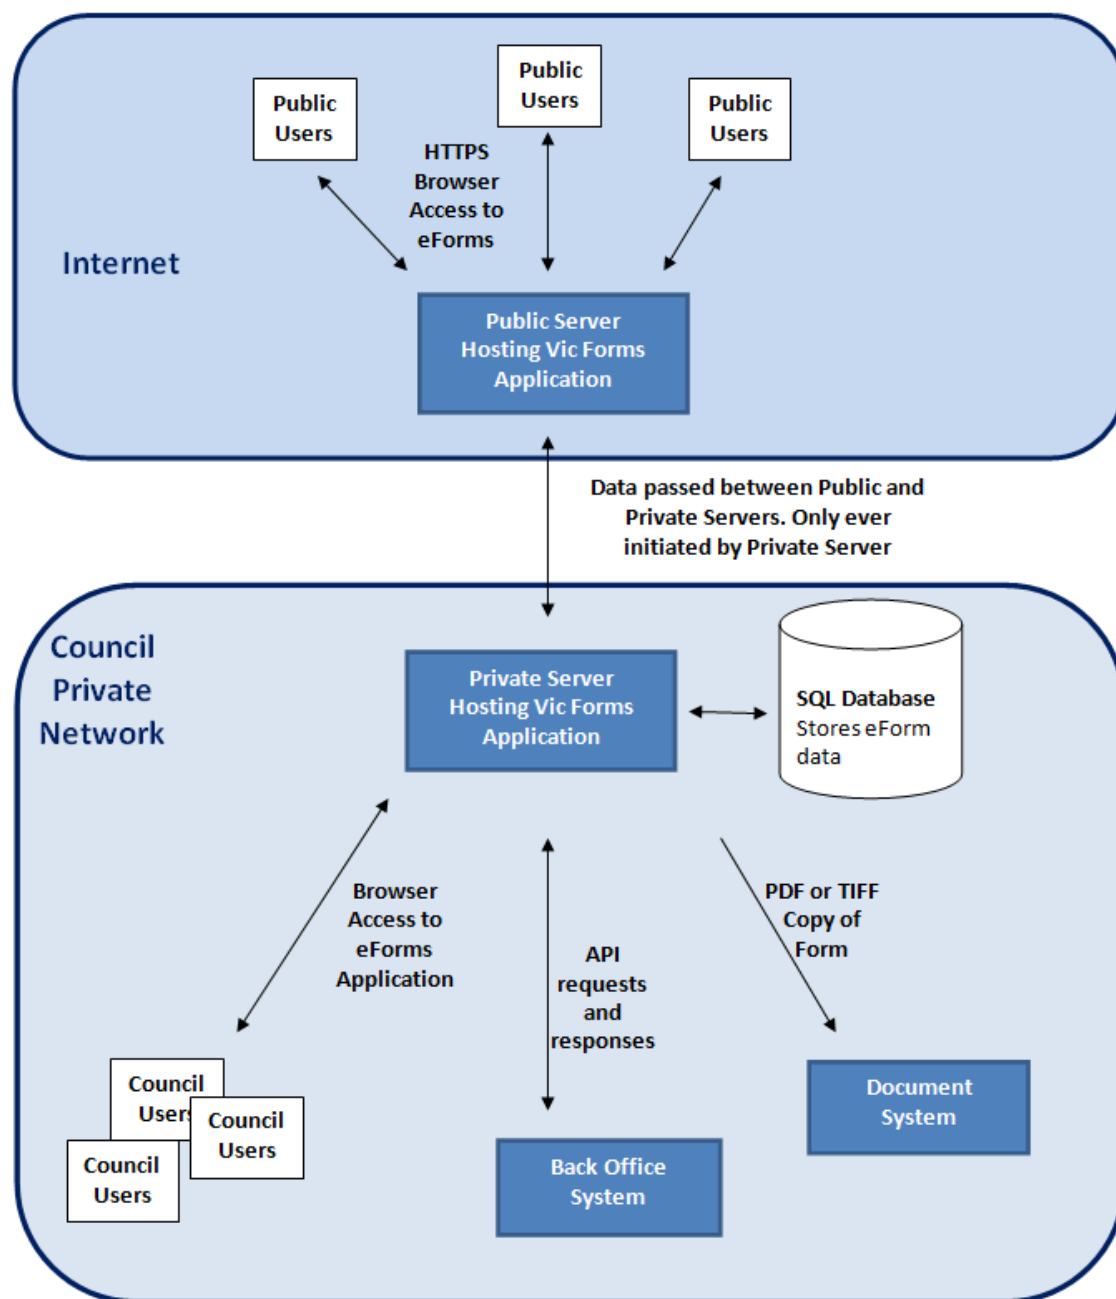 Public
Users
Public
Users
Public
Users
HTTPS
Browser
Access to
eForms
Internet
Public Server
Hosting Vic Forms
Application
Data passed between Public and
Private Servers. Only ever
initiated by Private Server
Council
Private
Network
Private Server
Hosting Vic Forms
Application
SQL Database
Stores eForm
data
Browser
Access to
eForms
Application
API
requests
and
responses
PDF or TIFF
Copy of
Form
Council
Users
Council
Users
Council
Users
Back Office
System
Document
System